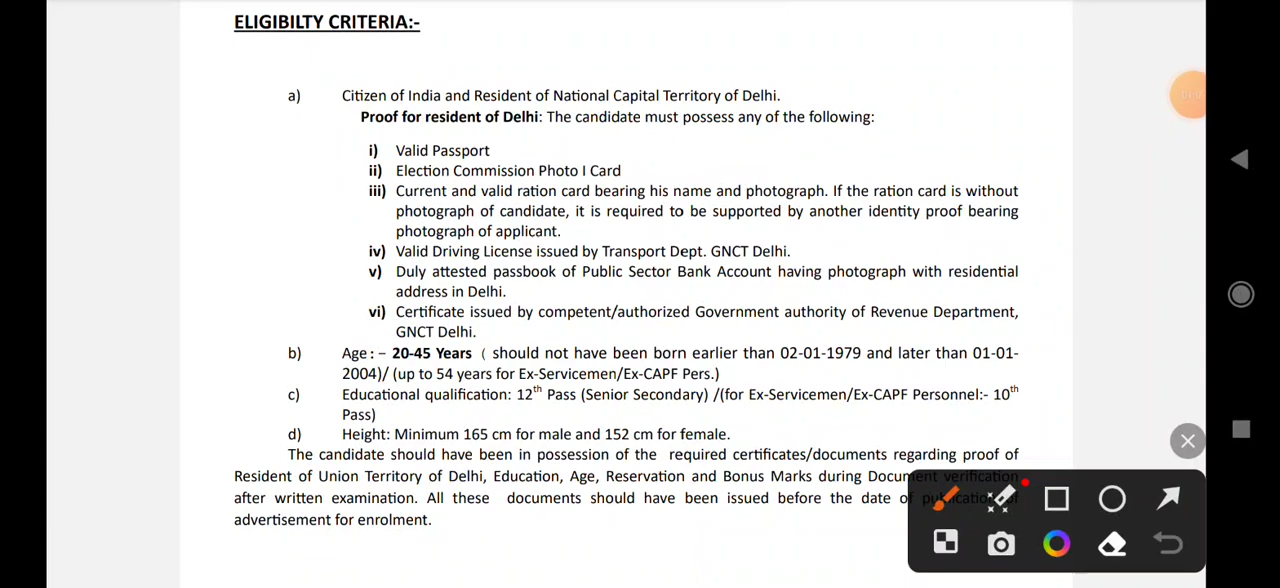 ELIGIBILTY CRITERIA:-
a) Citizen of India and Resident of National Capital Territory of Delhi.
Proof for resident of Delhi: The candidate must possess any of the following:
i) Valid Passport
ii) Election Commission Photo I Card
iii) Current and valid ration card bearing his name and photograph. If the ration card is without
photograph of candidate, it is required to be supported by another identity proof bearing
photograph of applicant.
iv) Valid Driving License issued by Transport Dept. GNCT Delhi.
v) Duly attested passbook of Public Sector Bank Account having photograph with residential
address in Delhi.
vi) Certificate issued by competent/authorized Government authority of Revenue Department,
GNCT Delhi.
b) Age : – 20-45 Years ( should not have been born earlier than 02-01-1979 and later than 01-01-
2004)/ (up to 54 years for Ex-Servicemen/Ex-CAPF Pers.)
c) Educational qualification: 12th Pass (Senior Secondary) /(for Ex-Servicemen/Ex-CAPF Personnel:- 10th
Pass)
d) Height: Minimum 165 cm for male and 152 cm for female.
The candidate should have been in possession of the required certificates/documents regarding proof of
Resident of Union Territory of Delhi, Education, Age, Reservation and Bonus Marks during Document verification
after written examination. All these documents should have been issued before the date of publication of
advertisement for enrolment.